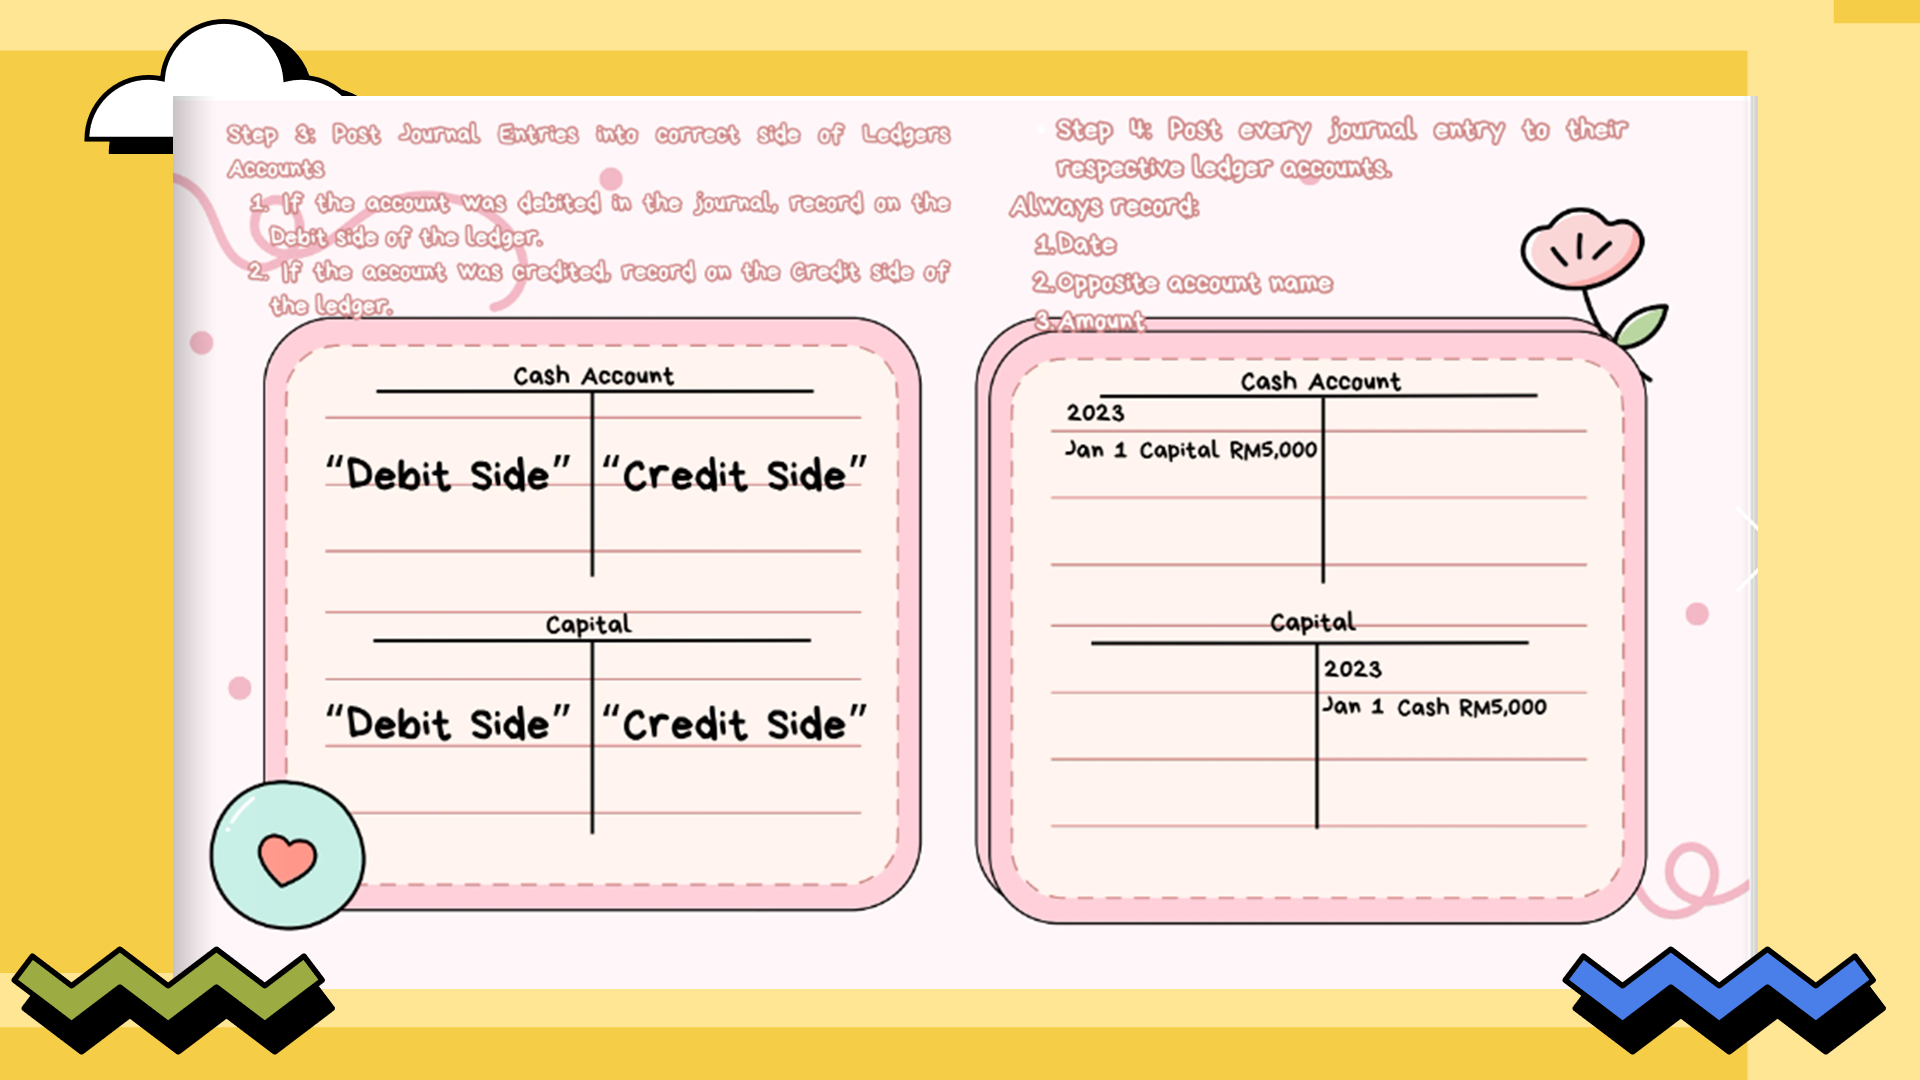 Step 3: Post Journal Entries into correct side of Ledgers
Accounts
1. If the account was debited in the journal, record on the
Debit side of the ledger.
2. If the account was credited, record on the Credit side of
the ledger.
Cash Account
“Debit Side” “Credit Side”
Capital
“Debit Side” “Credit Side”
Step 4: Post every journal entry to their
respective ledger accounts.
Always record:
1.Date
2.Opposite account name
3.Amount
Cash Account
2023
Jan 1 Capital RM5,000
Capital
2023
Jan 1 Cash RM5,000